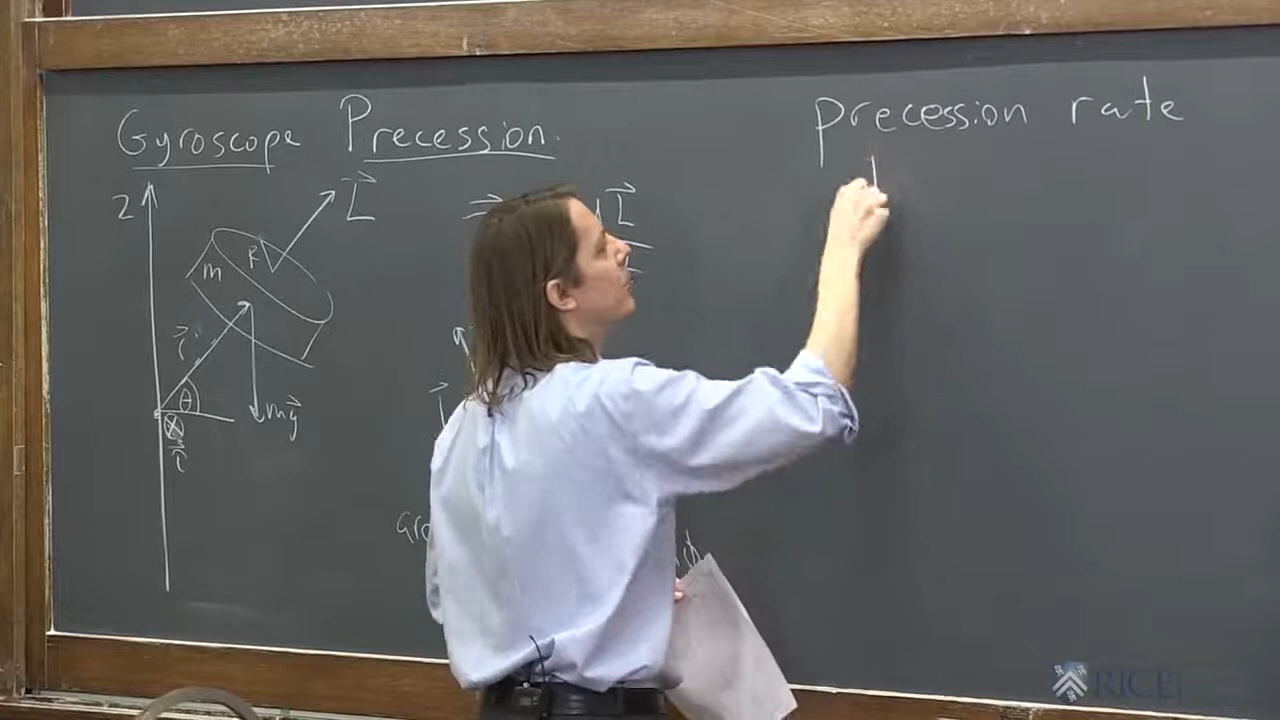 Gyroscope Precession.
precession rate
z
L
L
R
m
r
θ
mg
τ
RICE